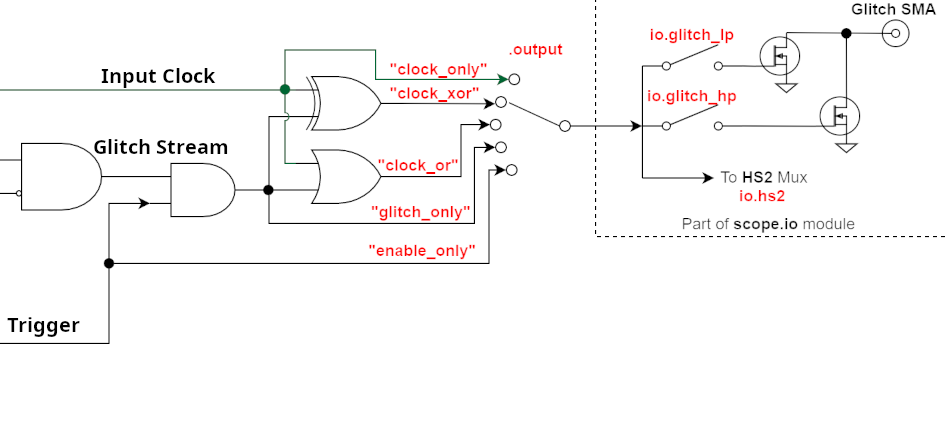 Glitch SMA
io.glitch_lp
.output
Input Clock
"clock_only"
"clock_xor"
io.glitch_hp
Glitch Stream
"clock_or"
To HS2 Mux
io.hs2
"glitch_only"
Part of scope.io module
"enable_only"
Trigger